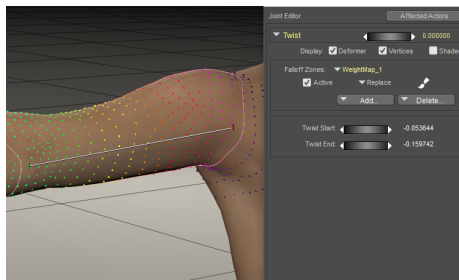 Joint Editor Affected Actors
Twist 0.000000
Display: Deformer Vertices Shade
Falloff Zones: WeightMap_1
Active Replace
Add... Delete...
Twist Start: -0.053644
Twist End: -0.159742